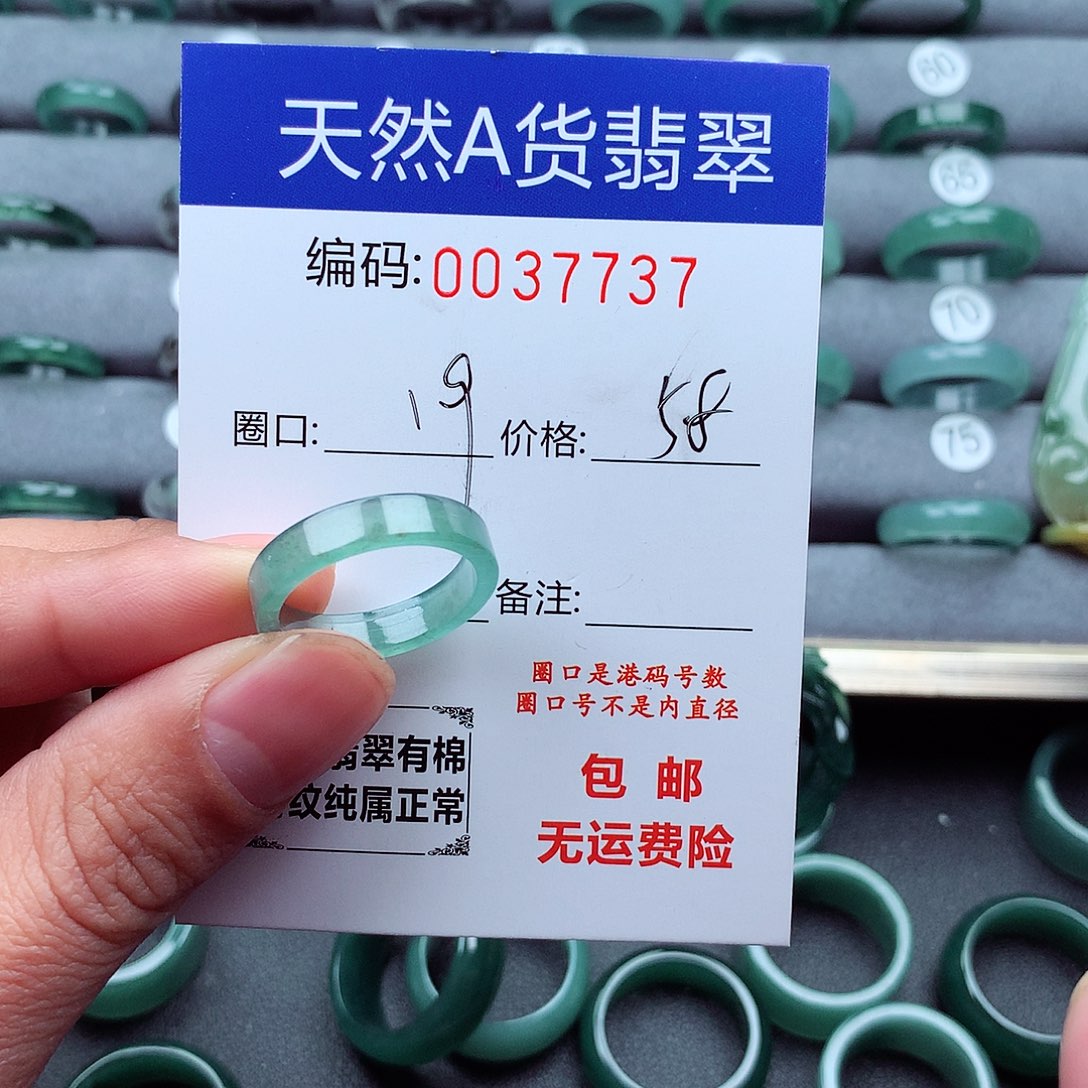 天然A货翡翠
编码:0037737
圈口: 19 价格: 58
备注:
圈口是港码号数
圈口号不是内直径
翡翠有棉
纹纯属正常
包邮
无运费险
60
65
70
75